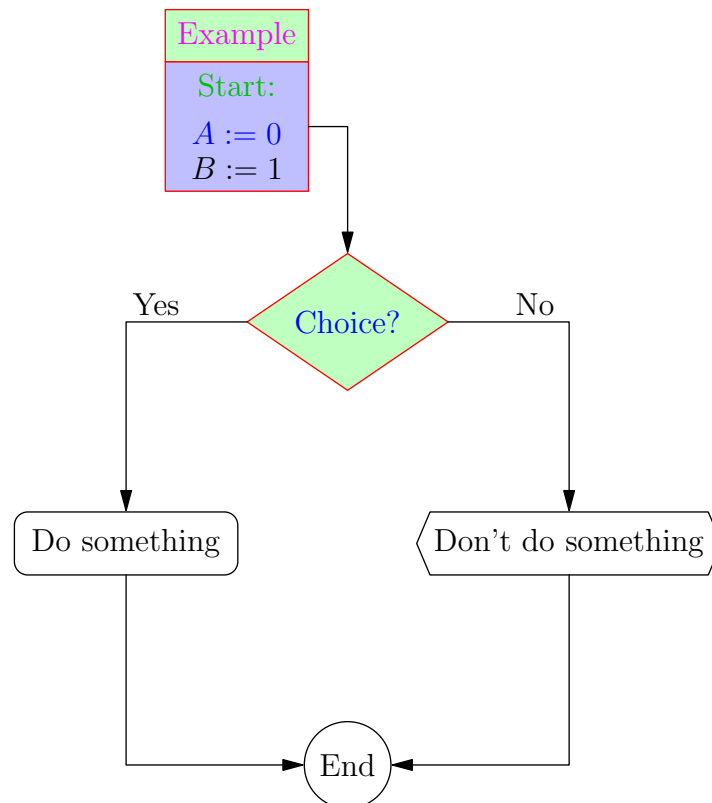 Example
Start:
A := 0
B := 1
Choice?
Yes
No
Do something
Don't do something
End